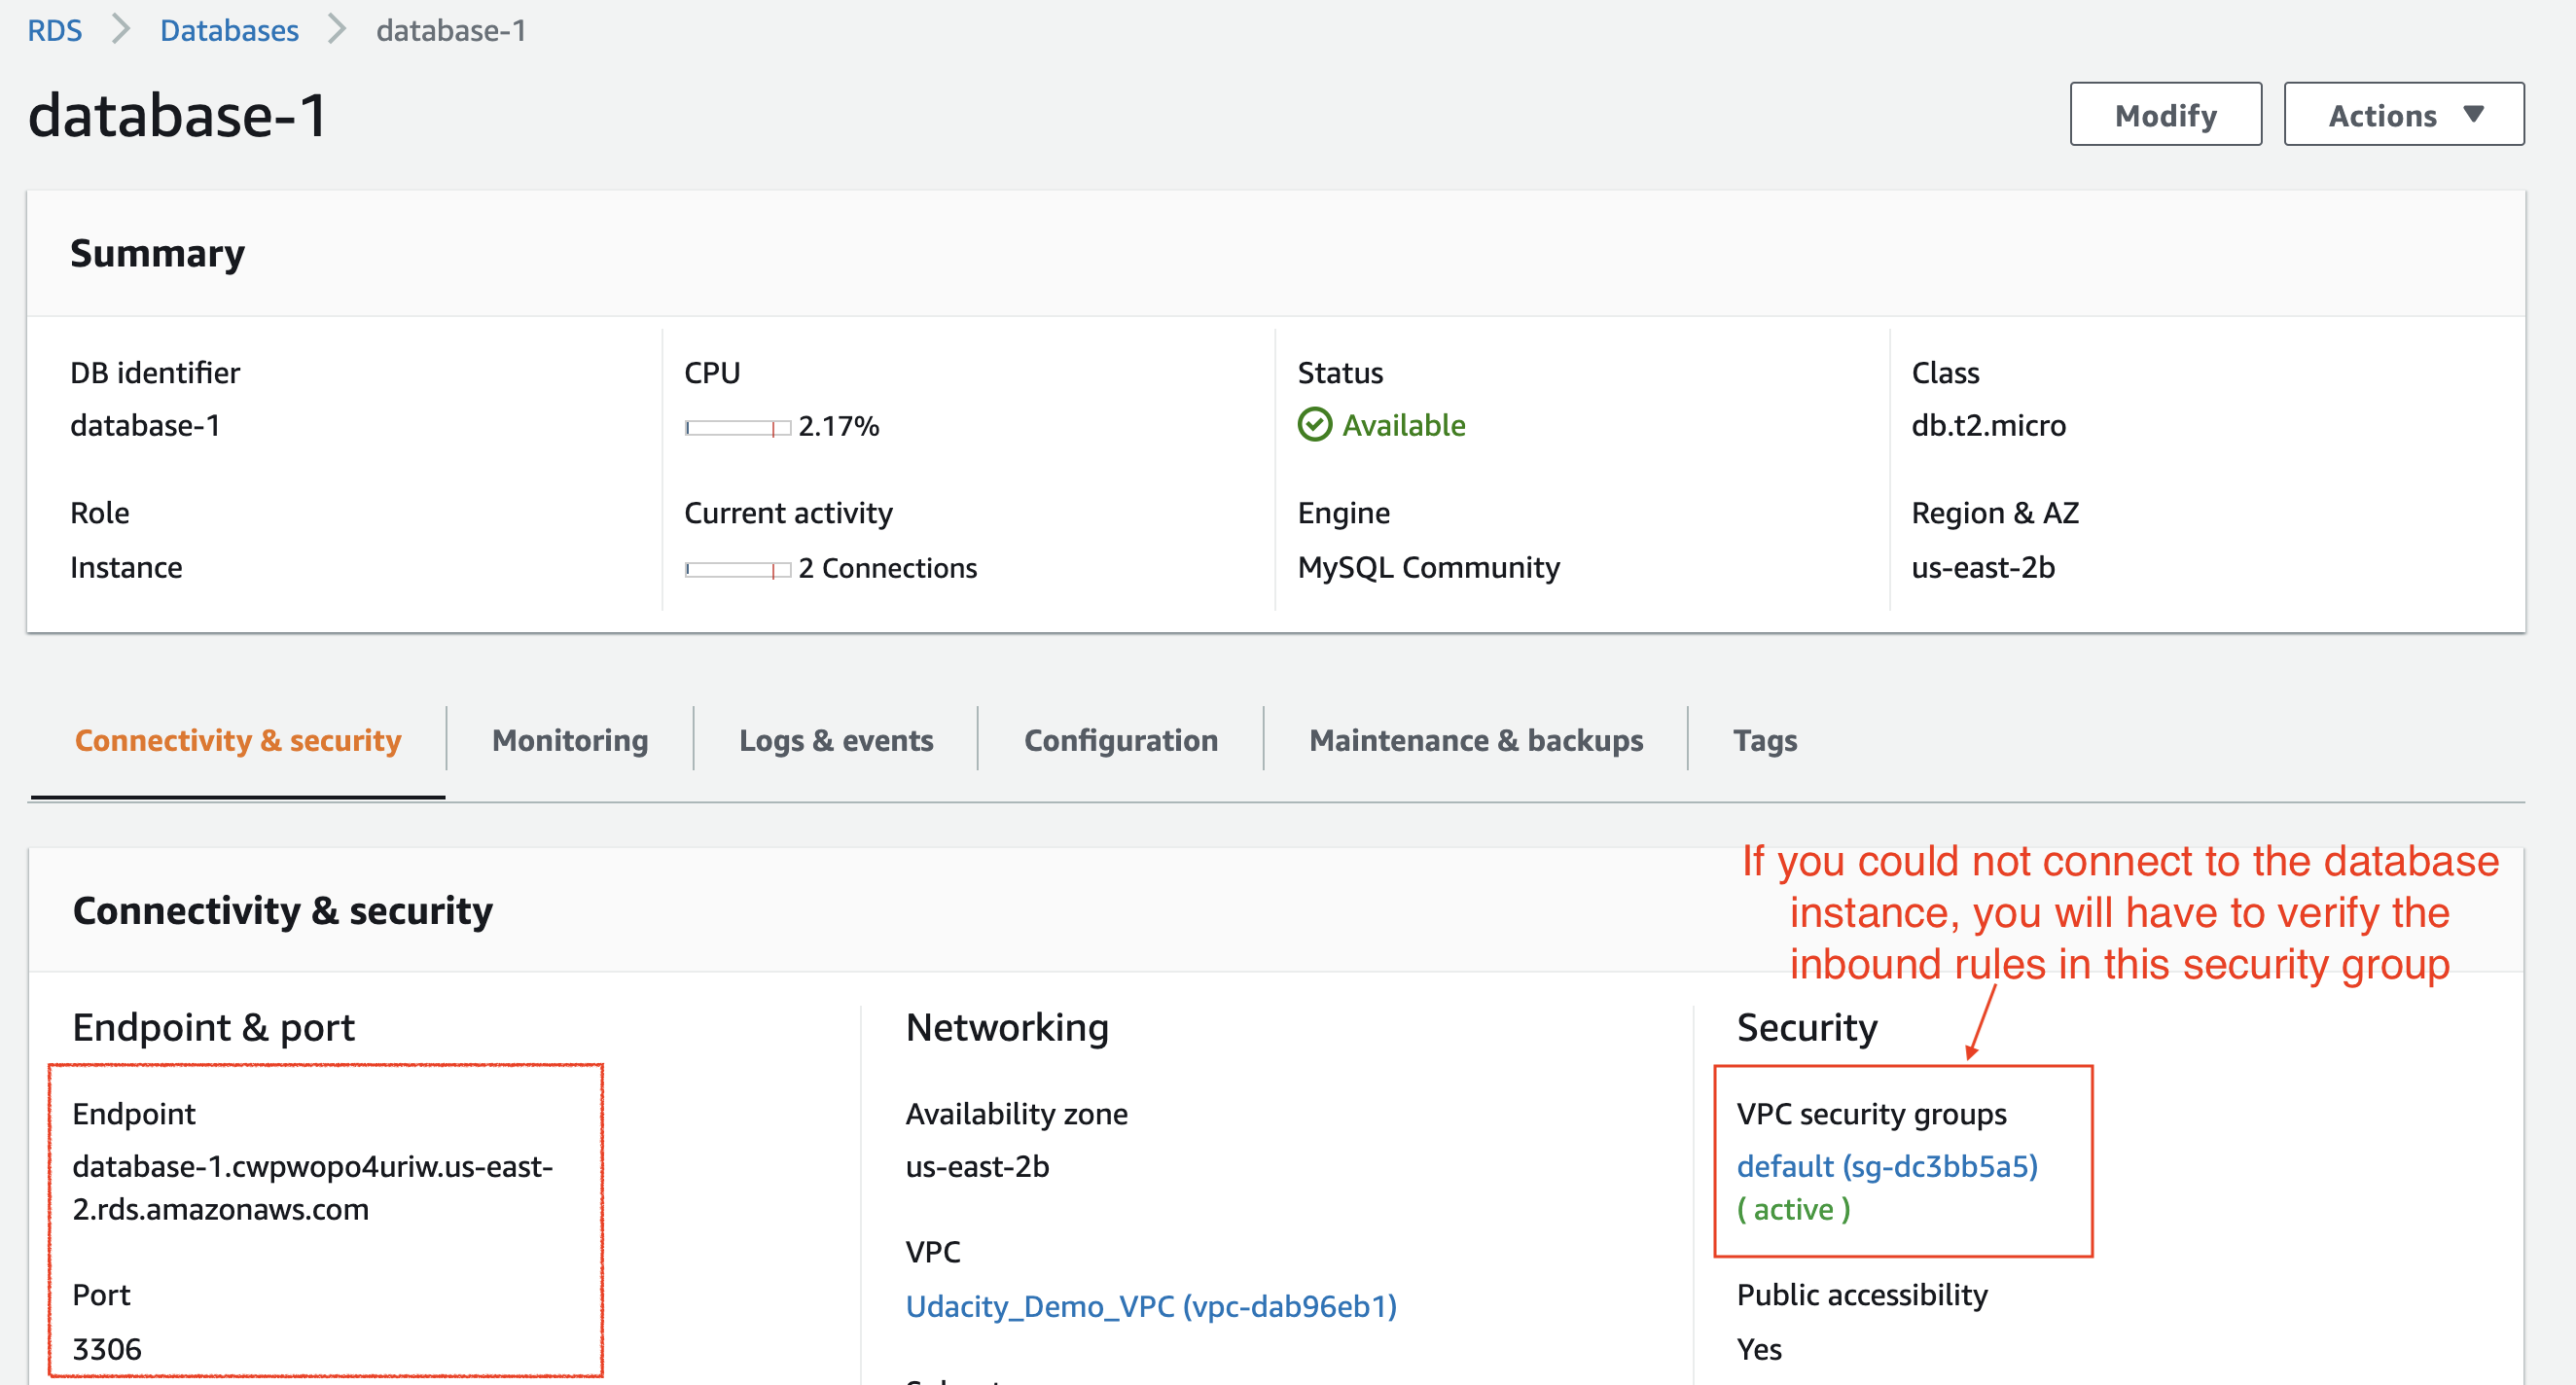 RDS > Databases > database-1
database-1
Modify
Actions
Summary
DB identifier
database-1
CPU
2.17%
Status
Available
Class
db.t2.micro
Role
Instance
Current activity
2 Connections
Engine
MySQL Community
Region & AZ
us-east-2b
Connectivity & security
Monitoring
Logs & events
Configuration
Maintenance & backups
Tags
If you could not connect to the database
instance, you will have to verify the
inbound rules in this security group
Connectivity & security
Endpoint & port
Endpoint
database-1.cwpwopo4uriw.us-east-
2.rds.amazonaws.com
Port
3306
Networking
Availability zone
us-east-2b
VPC
Udacity_Demo_VPC (vpc-dab96eb1)
Security
VPC security groups
default (sg-dc3bb5a5)
( active )
Public accessibility
Yes